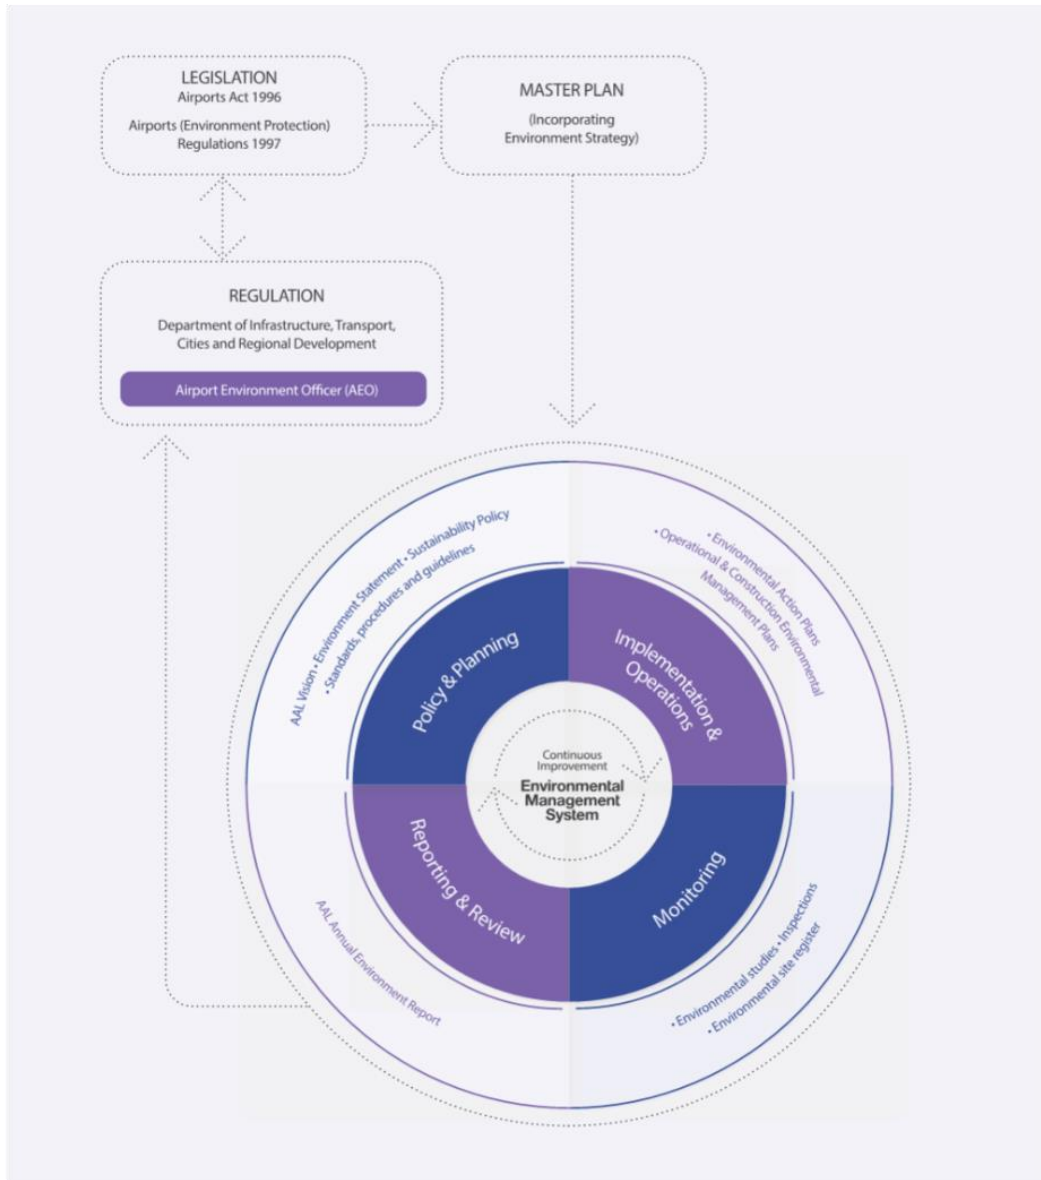 LEGISLATION
Airports Act 1996
Airports (Environment Protection)
Regulations 1997
MASTER PLAN
(Incorporating
Environment Strategy)
REGULATION
Department of Infrastructure, Transport,
Cities and Regional Development
Airport Environment Officer (AEO)
AAL Vision • Environment Statement • Sustainability Policy
• Standards, procedures and guidelines
• Environmental Action Plans
• Operational & Construction Environmental
Management Plans
Policy & Planning
Implementation &
Operations
Continuous
Improvement
Environmental
Management
System
Reporting & Review
Monitoring
AAL Annual Environment Report
• Environmental studies • Inspections
• Environmental site register